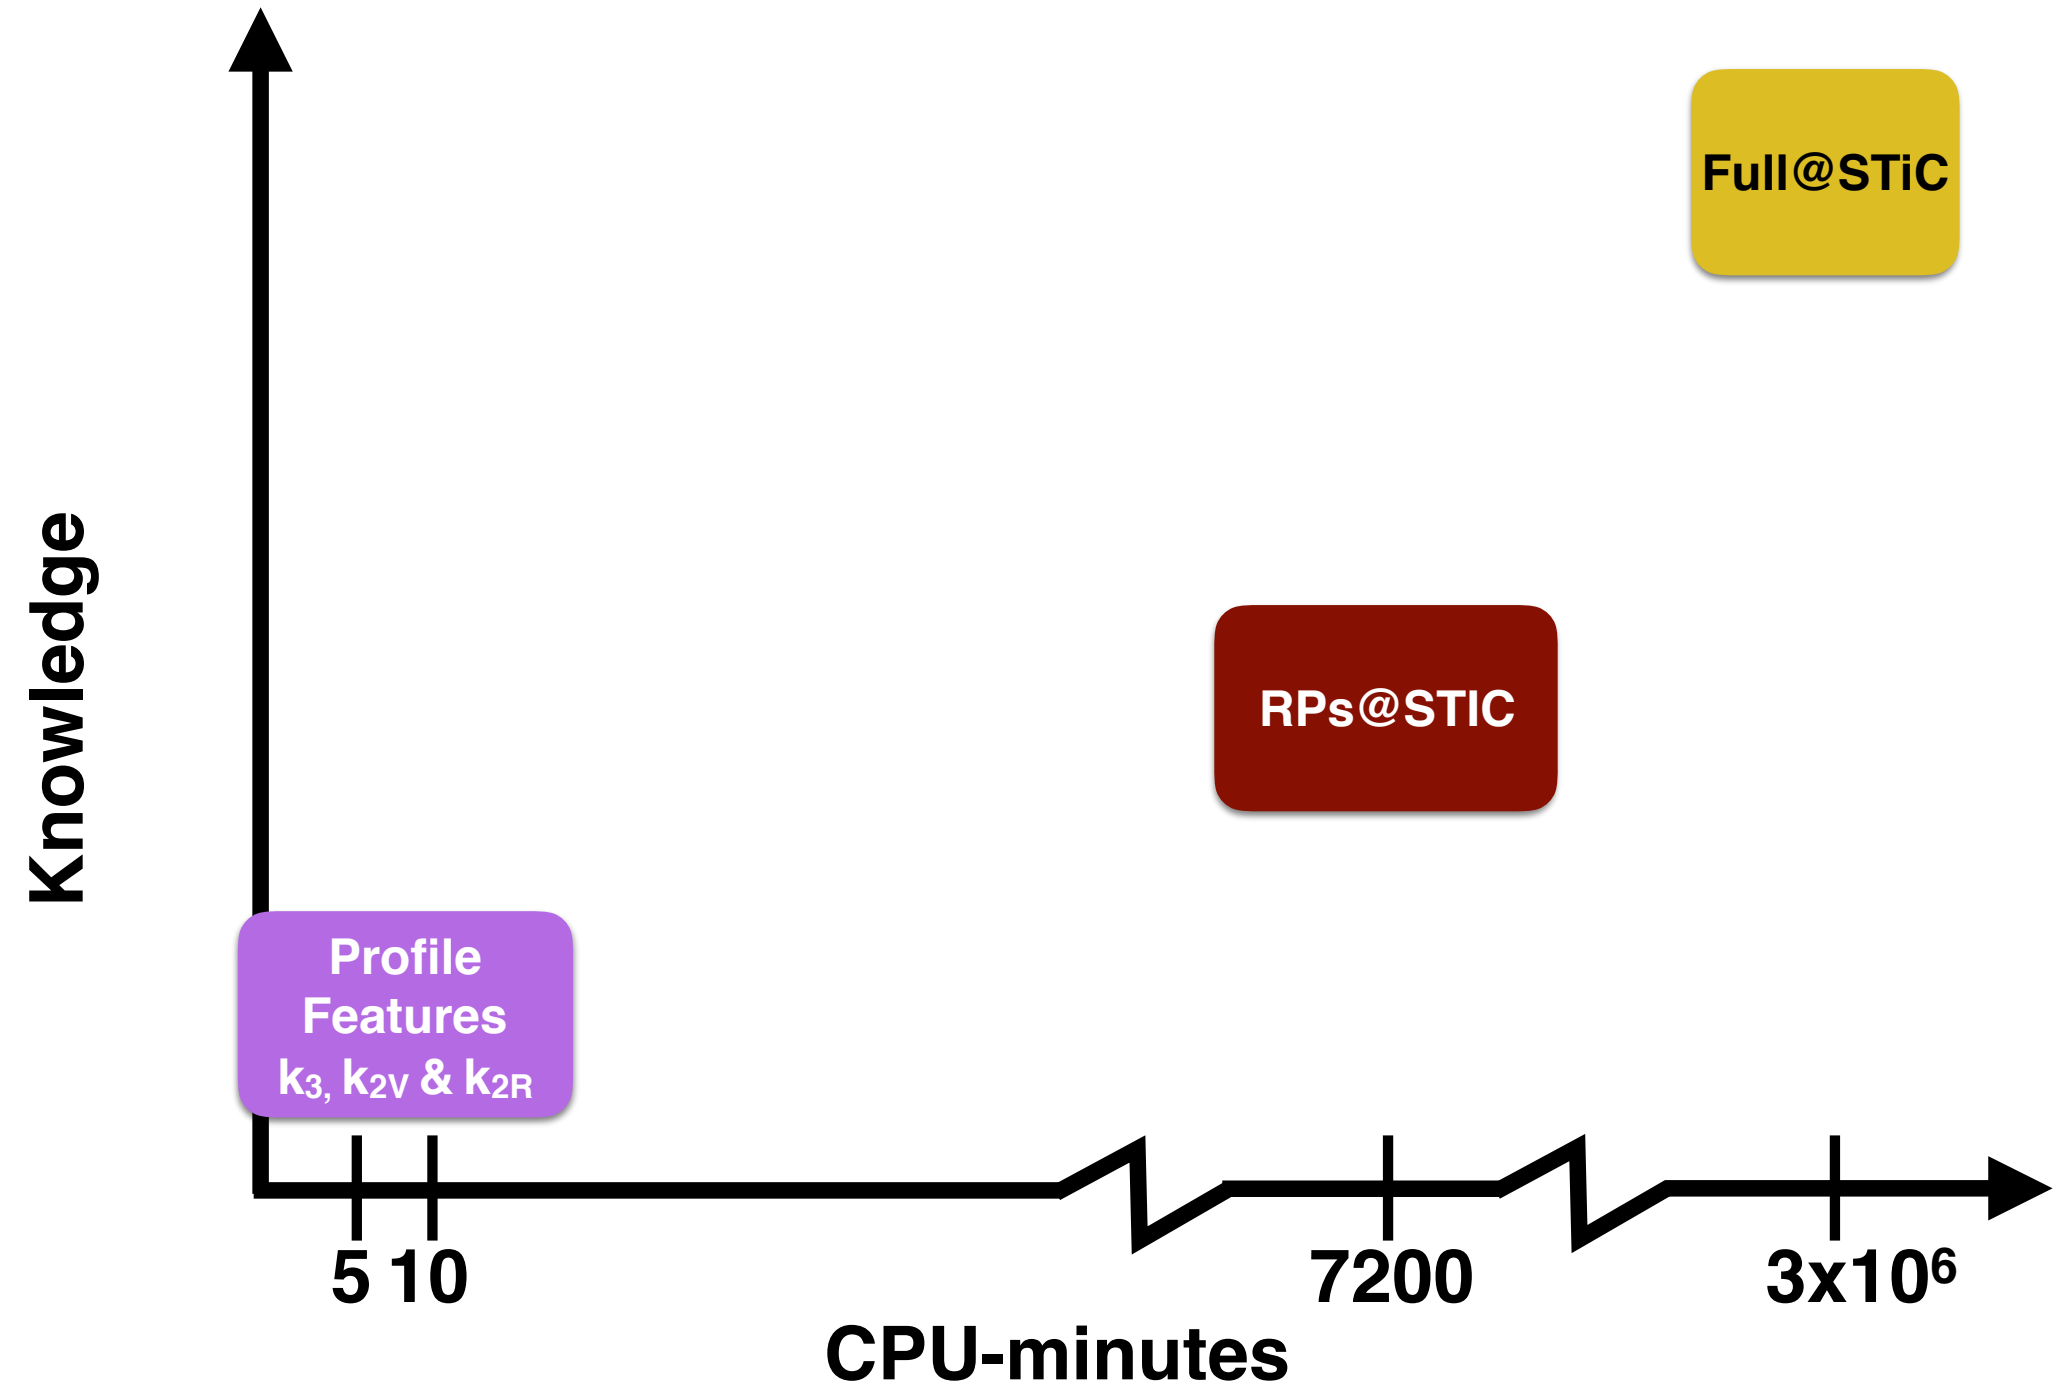 Knowledge
Full@STiC
RPs@STIC
Profile
Features
k₃, k₂V & k₂R
5 10 7200 3x10⁶
CPU-minutes